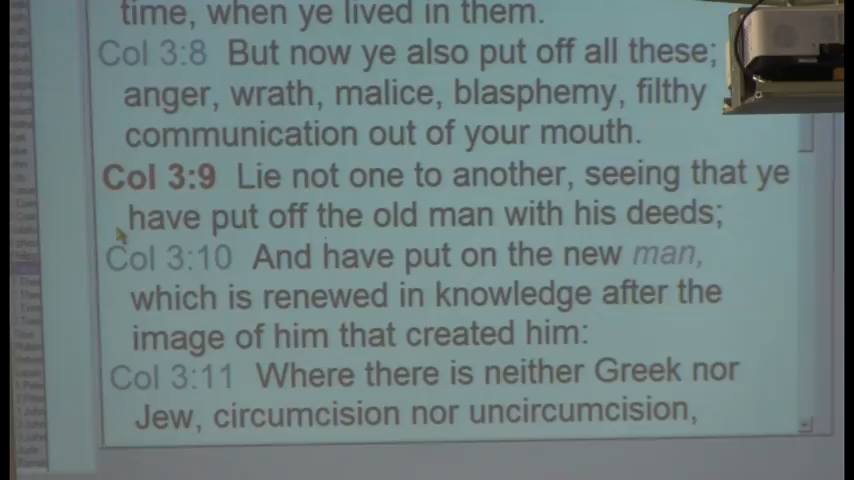 time, when ye lived in them.
Col 3:8 But now ye also put off all these;
anger, wrath, malice, blasphemy, filthy
communication out of your mouth.
Col 3:9 Lie not one to another, seeing that ye
have put off the old man with his deeds;
Col 3:10 And have put on the new man,
which is renewed in knowledge after the
image of him that created him:
Col 3:11 Where there is neither Greek nor
Jew, circumcision nor uncircumcision,